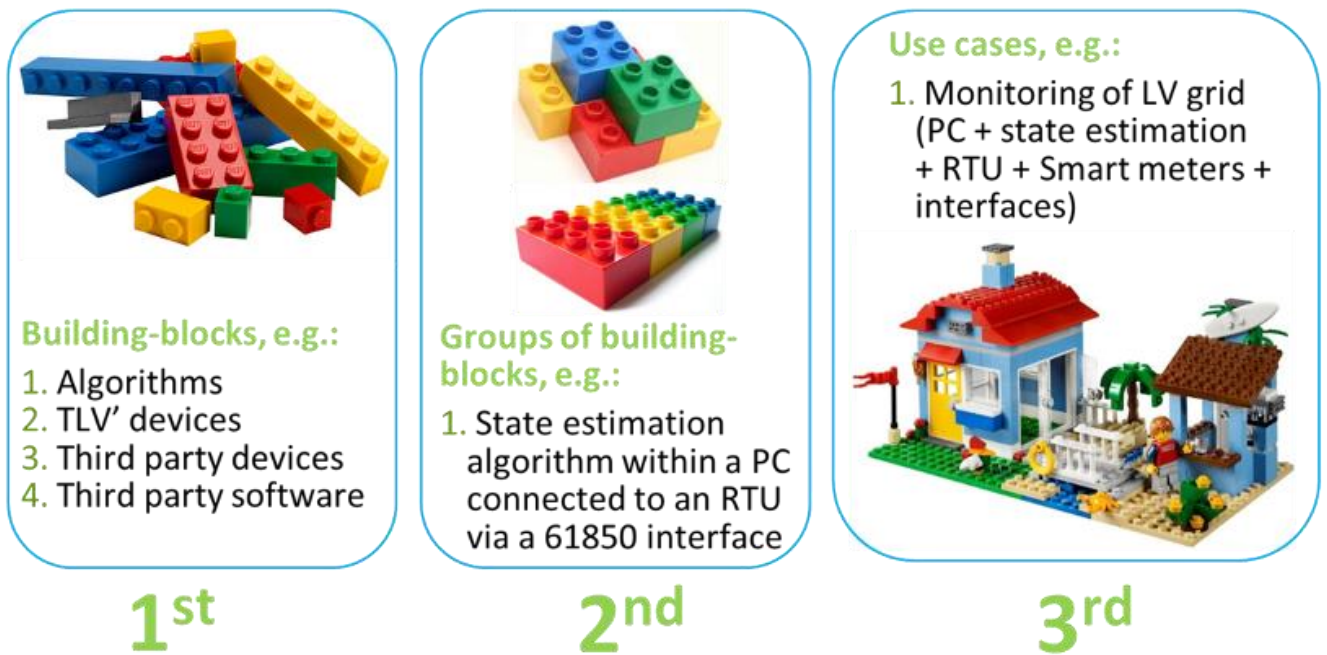 Building-blocks, e.g.:
1. Algorithms
2. TLV' devices
3. Third party devices
4. Third party software
1st
Groups of building-
blocks, e.g.:
1. State estimation
algorithm within a PC
connected to an RTU
via a 61850 interface
2nd
Use cases, e.g.:
1. Monitoring of LV grid
(PC + state estimation
+ RTU + Smart meters +
interfaces)
3rd